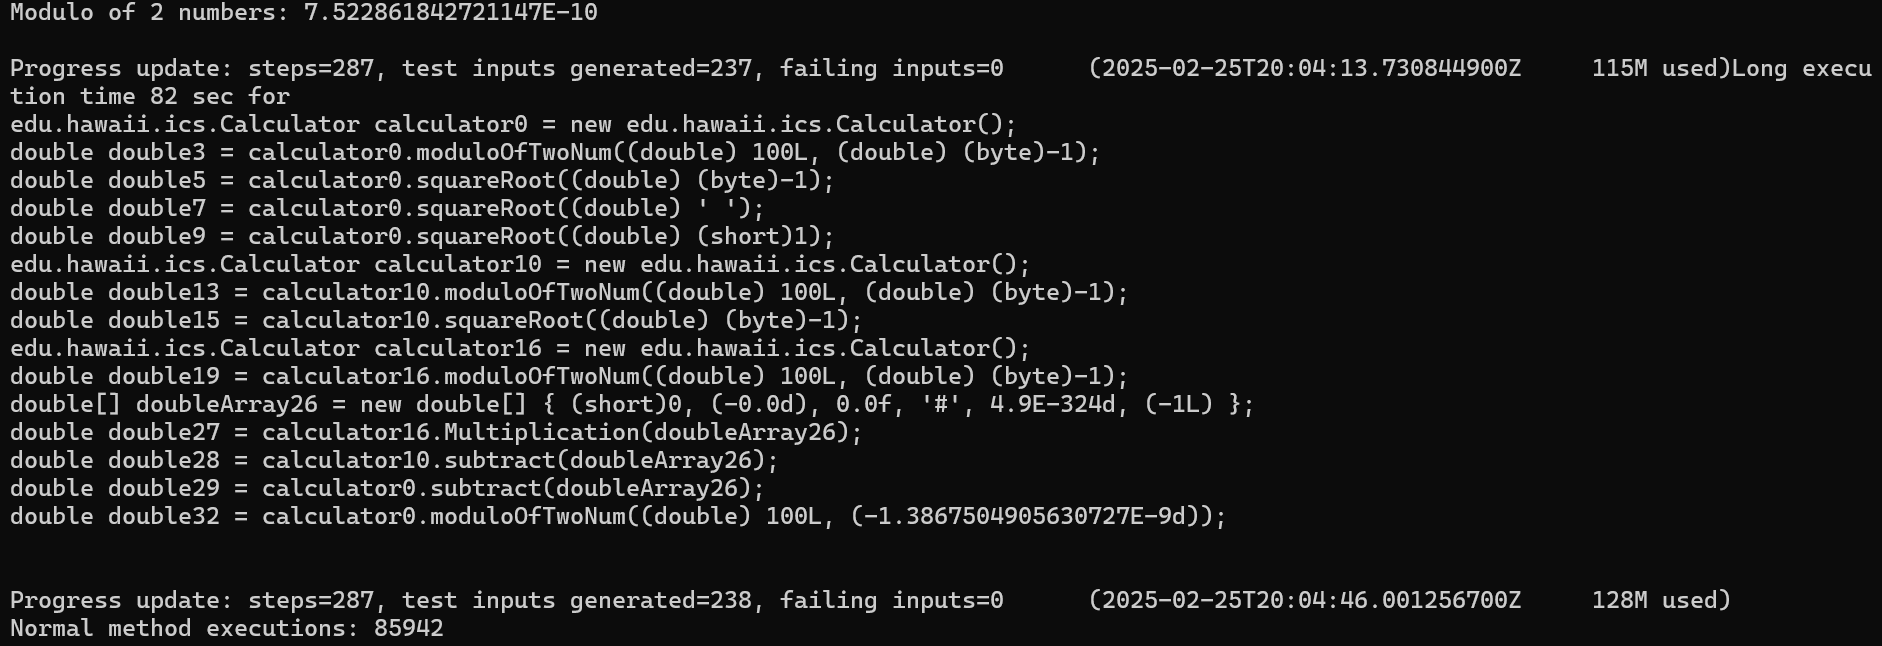 Modulo of 2 numbers: 7.522861842721147E-10
Progress update: steps=287, test inputs generated=237, failing inputs=0      (2025-02-25T20:04:13.730844900Z     115M used)Long execu
tion time 82 sec for
edu.hawaii.ics.Calculator calculator0 = new edu.hawaii.ics.Calculator();
double double3 = calculator0.moduloOfTwoNum((double) 100L, (double) (byte)-1);
double double5 = calculator0.squareRoot((double) (byte)-1);
double double7 = calculator0.squareRoot((double) ' ');
double double9 = calculator0.squareRoot((double) (short)1);
edu.hawaii.ics.Calculator calculator10 = new edu.hawaii.ics.Calculator();
double double13 = calculator10.moduloOfTwoNum((double) 100L, (double) (byte)-1);
double double15 = calculator10.squareRoot((double) (byte)-1);
edu.hawaii.ics.Calculator calculator16 = new edu.hawaii.ics.Calculator();
double double19 = calculator16.moduloOfTwoNum((double) 100L, (double) (byte)-1);
double[] doubleArray26 = new double[] { (short)0, (-0.0d), 0.0f, '#', 4.9E-324d, (-1L) };
double double27 = calculator16.Multiplication(doubleArray26);
double double28 = calculator10.subtract(doubleArray26);
double double29 = calculator0.subtract(doubleArray26);
double double32 = calculator0.moduloOfTwoNum((double) 100L, (-1.3867504905630727E-9d));
Progress update: steps=287, test inputs generated=238, failing inputs=0      (2025-02-25T20:04:46.001256700Z     128M used)
Normal method executions: 85942